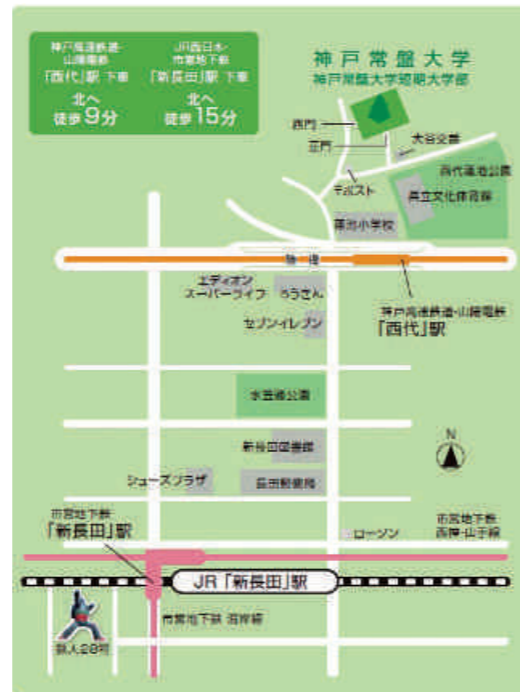 神戸高速鉄道・
山陽電鉄
「西代」駅 下車
北へ
徒歩9分
JR西日本・
市営地下鉄
「新長田」駅 下車
北へ
徒歩15分
神戸常盤大学
神戸常盤大学短期大学部
西門
正門
大谷交番
〒ポスト
西代蓮池公園
県立文化体育館
蓮池小学校
エディオン
スーパーライフ
ろうきん
神戸高速鉄道・山陽電鉄
「西代」駅
セブンイレブン
水笠通公園
新長田図書館
N
シューズプラザ
長田郵便局
市営地下鉄
「新長田」駅
ローソン
市営地下鉄
西神・山手線
JR「新長田」駅
市営地下鉄 海岸線
鉄人28号